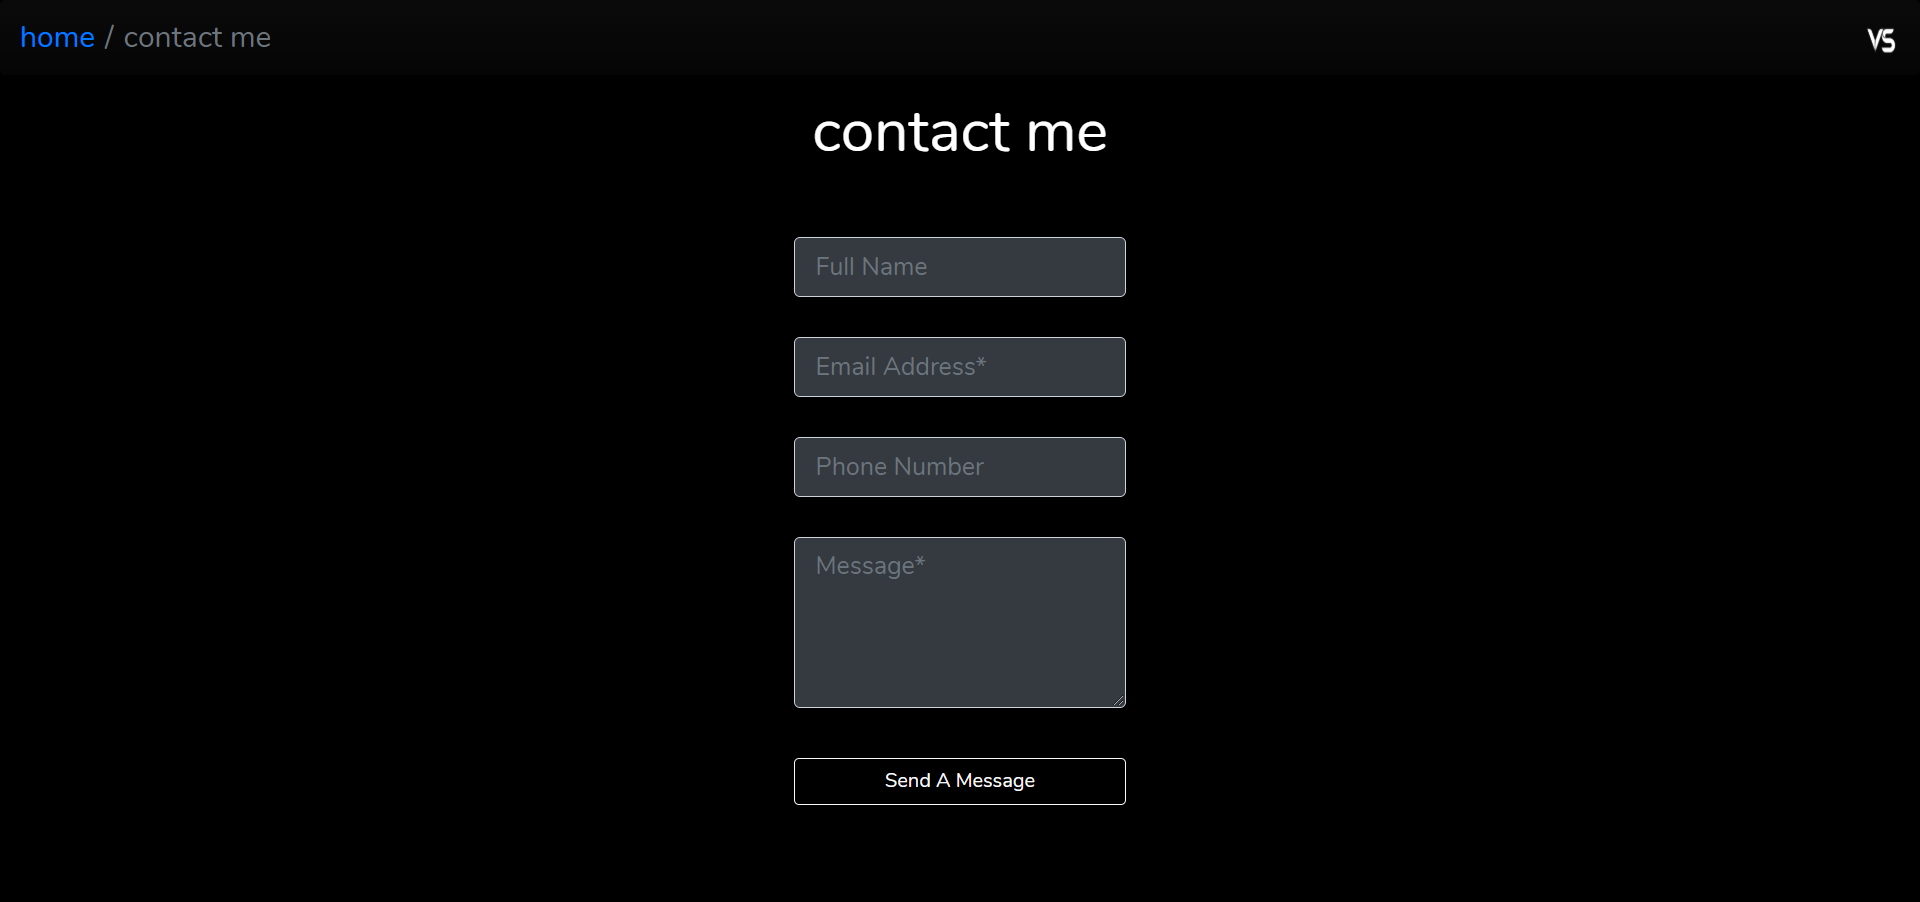 home / contact me
VS
contact me
Full Name
Email Address*
Phone Number
Message*
Send A Message